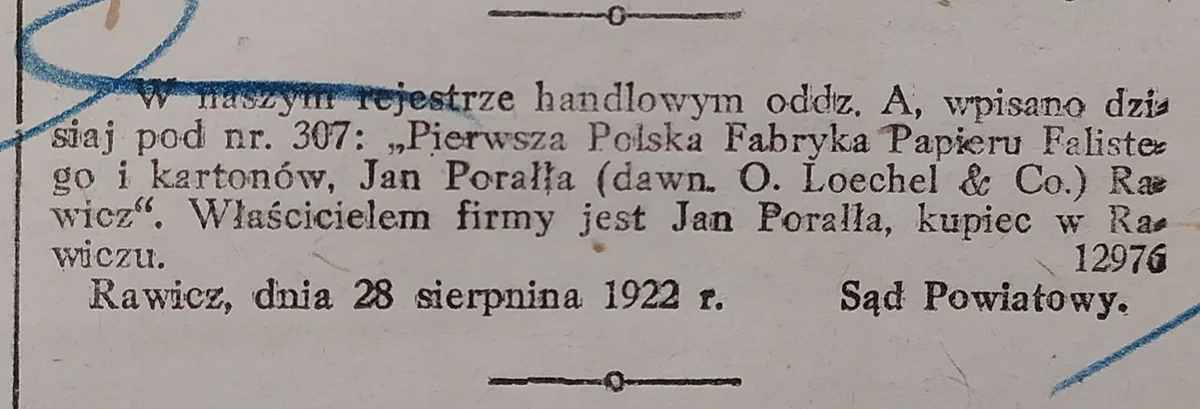 W naszym rejestrze handlowym oddz. A, wpisano dzi-
siaj pod nr. 307: „Pierwsza Polska Fabryka Papieru Faliste-
go i kartonów, Jan Porałła (dawn. O. Loechel & Co.) Ra-
wicz“. Właścicielem firmy jest Jan Porałła, kupiec w Ra-
wiczu. 12976
Rawicz, dnia 28 sierpnina 1922 r. Sąd Powiatowy.